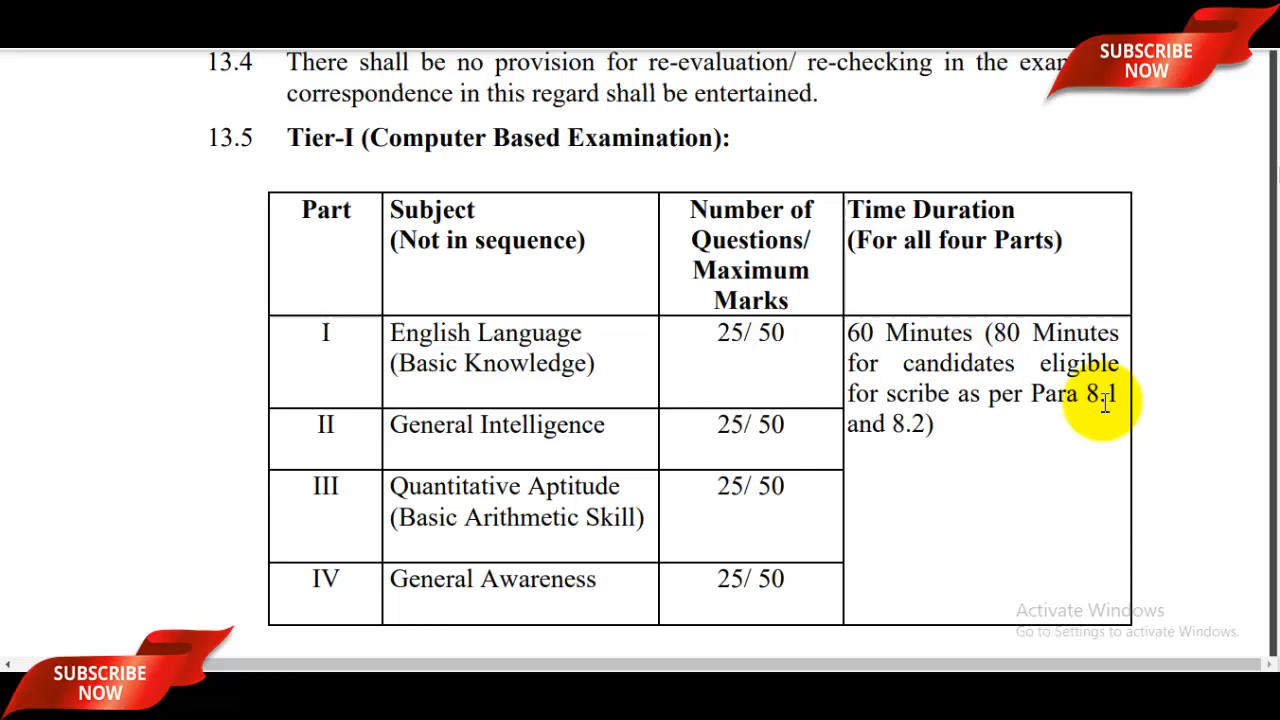 SUBSCRIBE
NOW
13.4 There shall be no provision for re-evaluation/ re-checking in the
correspondence in this regard shall be entertained.
13.5 Tier-I (Computer Based Examination):
Part
Subject
(Not in sequence)
Number of
Questions/
Maximum
Marks
Time Duration
(For all four Parts)
I
English Language
(Basic Knowledge)
25/ 50
60 Minutes (80 Minutes
for candidates eligible
for scribe as per Para 8.1
and 8.2)
II
General Intelligence
25/ 50
III
Quantitative Aptitude
(Basic Arithmetic Skill)
25/ 50
IV
General Awareness
25/ 50
Activate Windows
Go to Settings to activate Windows.
SUBSCRIBE
NOW